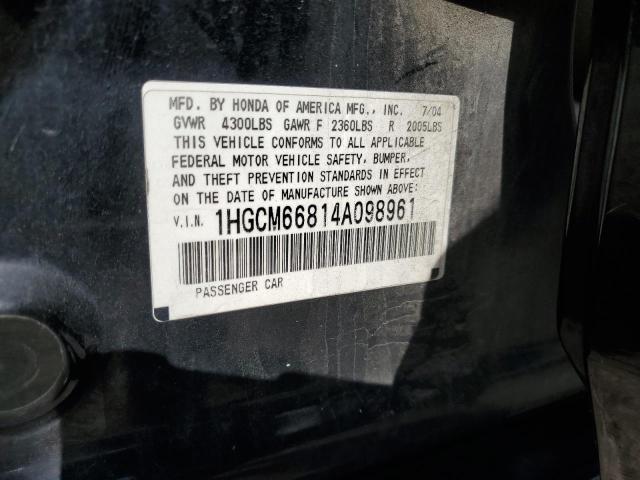 MFD. BY HONDA OF AMERICA MFG., INC. 7/04
GVWR 4300LBS GAWR F 2360LBS R 2005LBS
THIS VEHICLE CONFORMS TO ALL APPLICABLE
FEDERAL MOTOR VEHICLE SAFETY, BUMPER,
AND THEFT PREVENTION STANDARDS IN EFFECT
ON THE DATE OF MANUFACTURE SHOWN ABOVE:
V.I.N. 1HGCM66814A098961
PASSENGER CAR